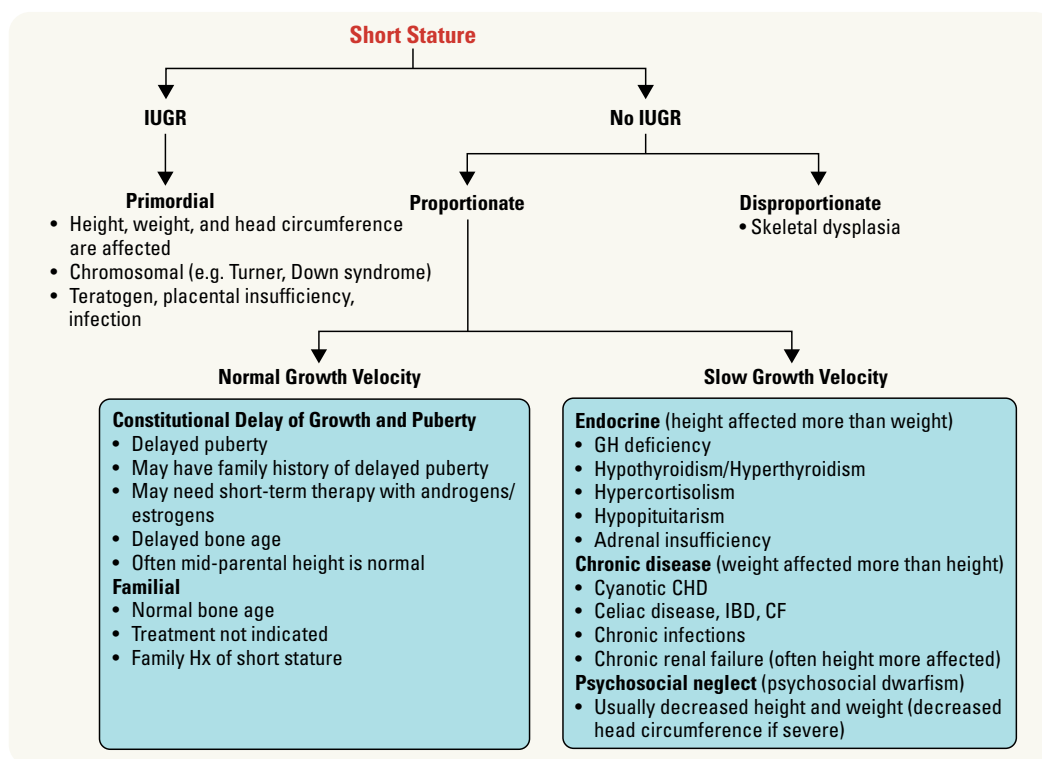 Short Stature
IUGR
No IUGR
Primordial
• Height, weight, and head circumference
are affected
• Chromosomal (e.g. Turner, Down syndrome)
• Teratogen, placental insufficiency,
infection
Proportionate
Disproportionate
• Skeletal dysplasia
Normal Growth Velocity
Constitutional Delay of Growth and Puberty
• Delayed puberty
• May have family history of delayed puberty
• May need short-term therapy with androgens/
estrogens
• Delayed bone age
• Often mid-parental height is normal
Familial
• Normal bone age
• Treatment not indicated
• Family Hx of short stature
Slow Growth Velocity
Endocrine (height affected more than weight)
• GH deficiency
• Hypothyroidism/Hyperthyroidism
• Hypercortisolism
• Hypopituitarism
• Adrenal insufficiency
Chronic disease (weight affected more than height)
• Cyanotic CHD
• Celiac disease, IBD, CF
• Chronic infections
• Chronic renal failure (often height more affected)
Psychosocial neglect (psychosocial dwarfism)
• Usually decreased height and weight (decreased
head circumference if severe)